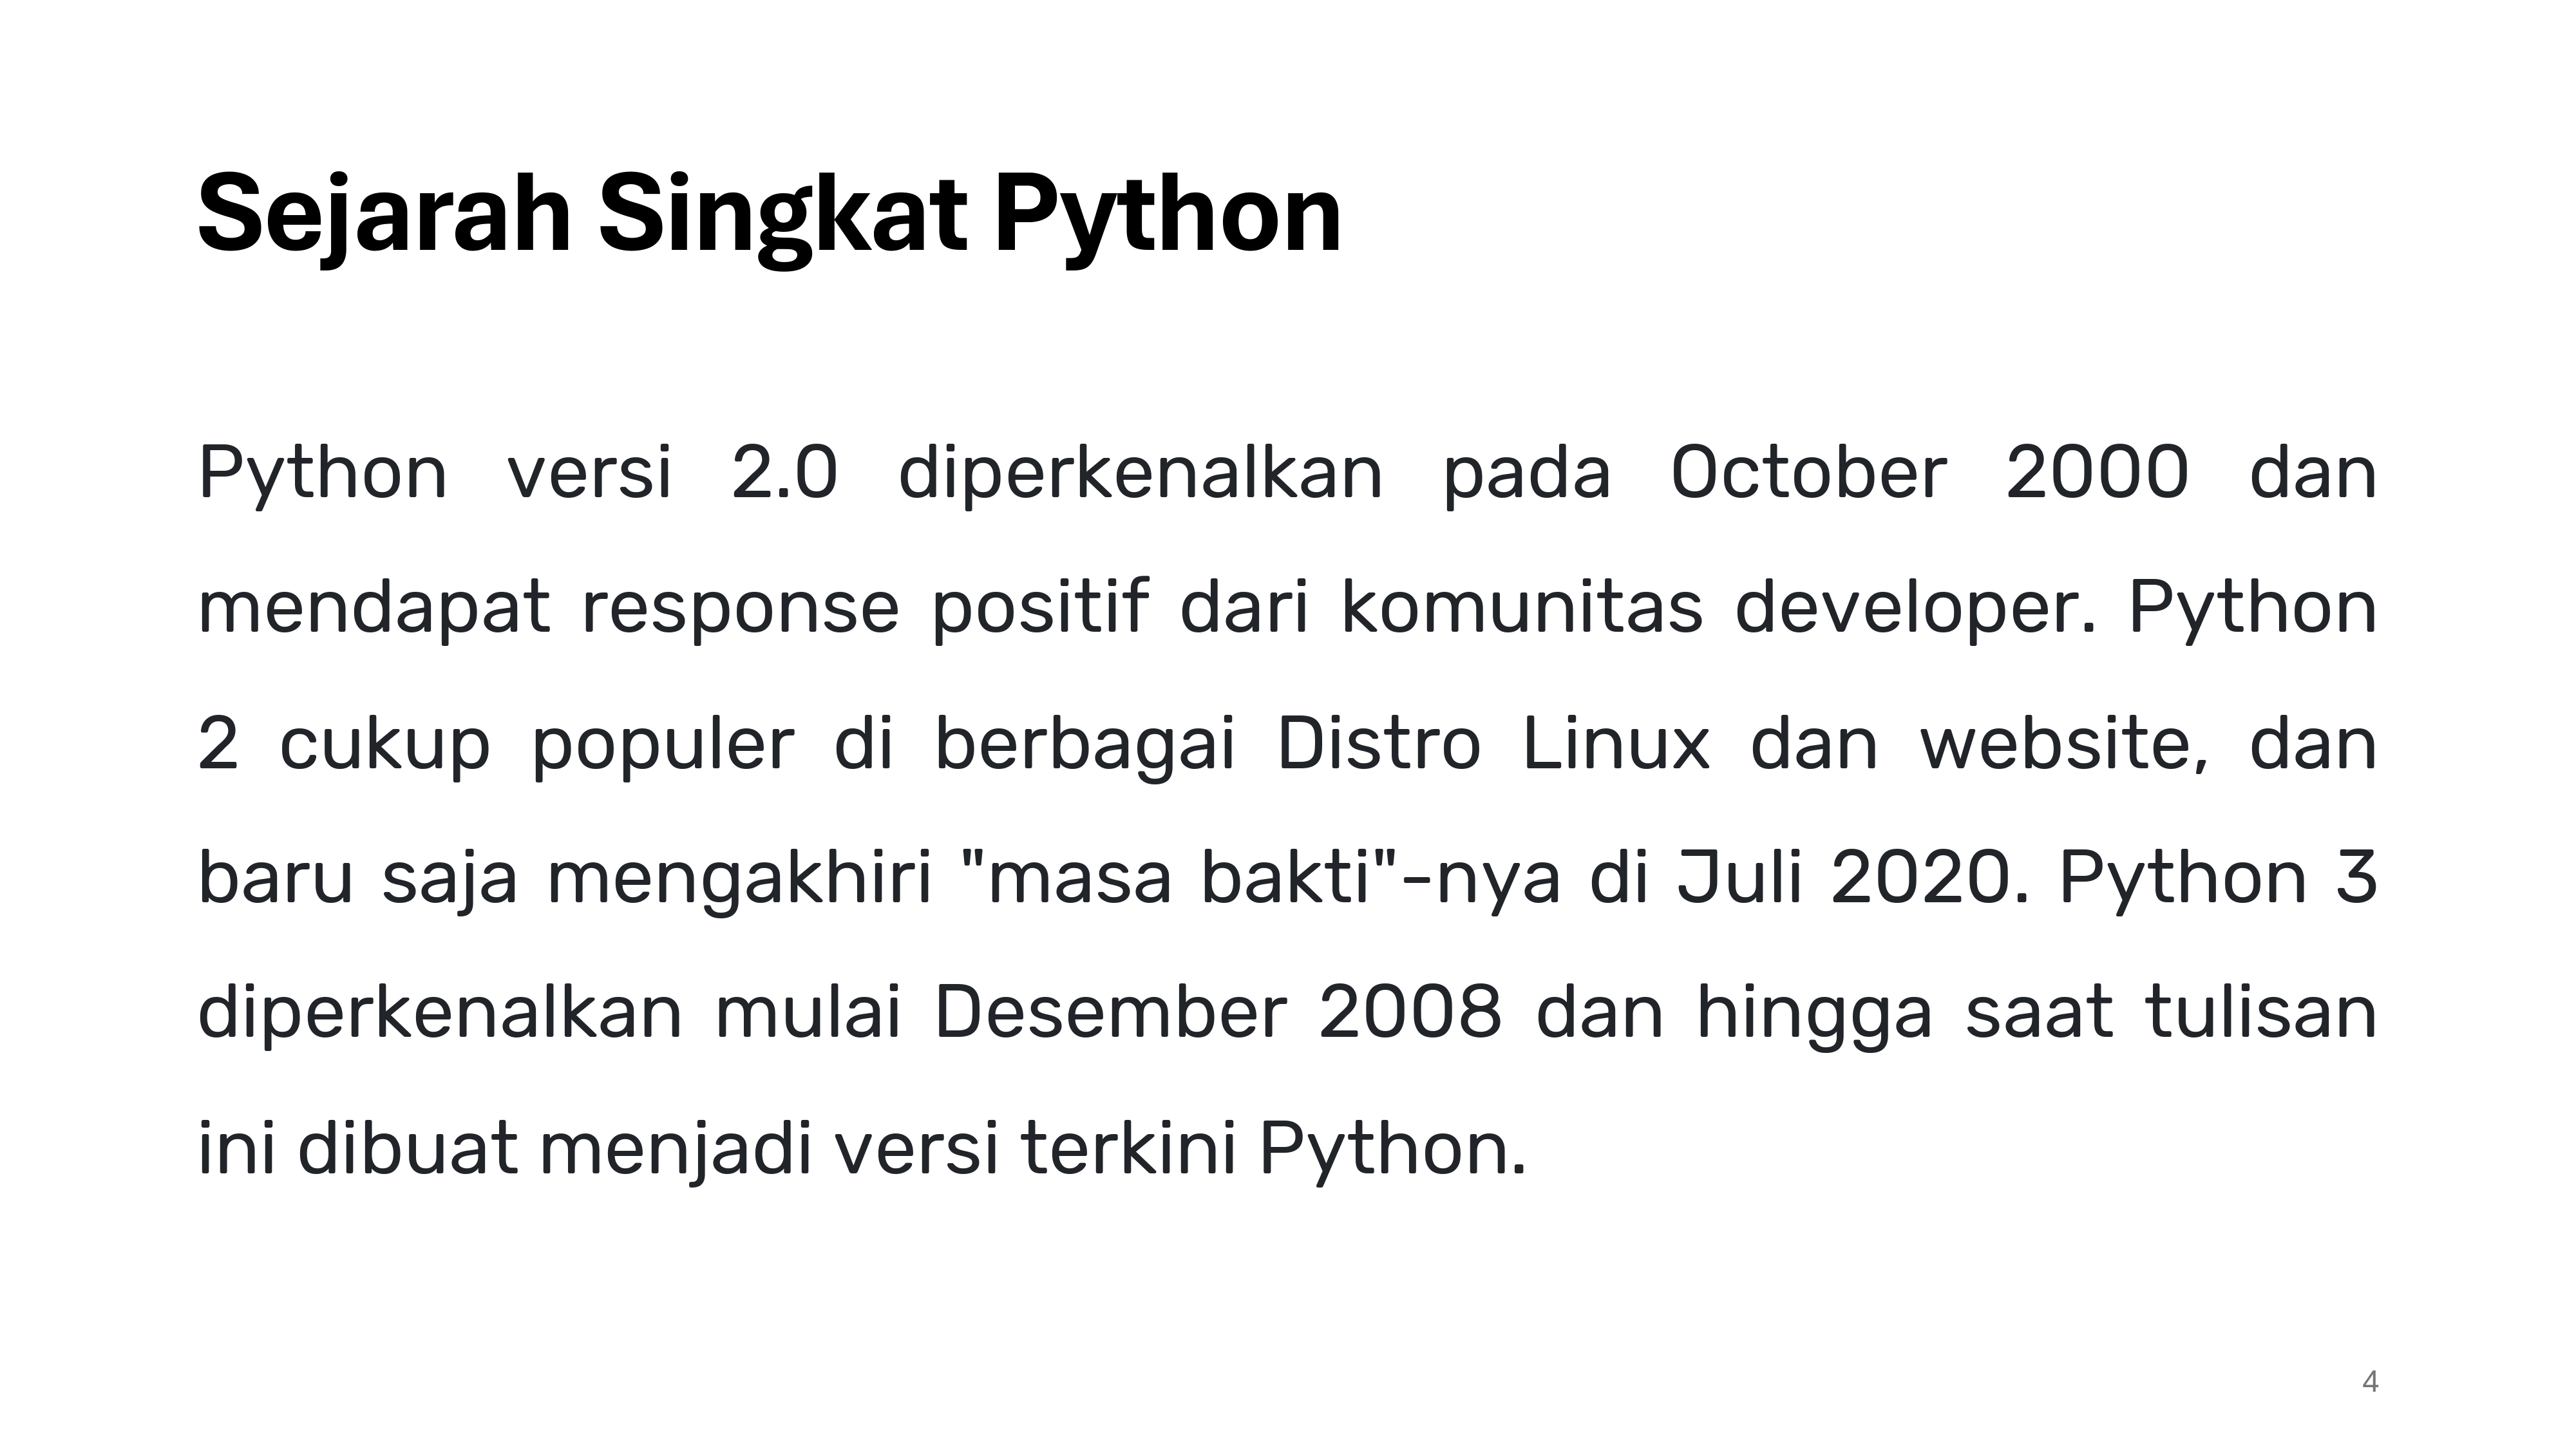 Sejarah Singkat Python
Python versi 2.0 diperkenalkan pada October 2000 dan
mendapat response positif dari komunitas developer. Python
2 cukup populer di berbagai Distro Linux dan website, dan
baru saja mengakhiri "masa bakti"-nya di Juli 2020. Python 3
diperkenalkan mulai Desember 2008 dan hingga saat tulisan
ini dibuat menjadi versi terkini Python.
4